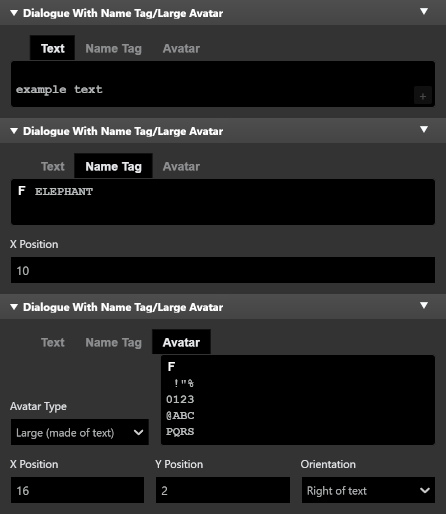 Dialogue With Name Tag/Large Avatar
Text Name Tag Avatar
example text
+
Dialogue With Name Tag/Large Avatar
Text Name Tag Avatar
F ELEPHANT
X Position
10
Dialogue With Name Tag/Large Avatar
Text Name Tag Avatar
F
 !"%
0123
@ABC
PQRS
Avatar Type
Large (made of text)
X Position Y Position Orientation
16 2 Right of text